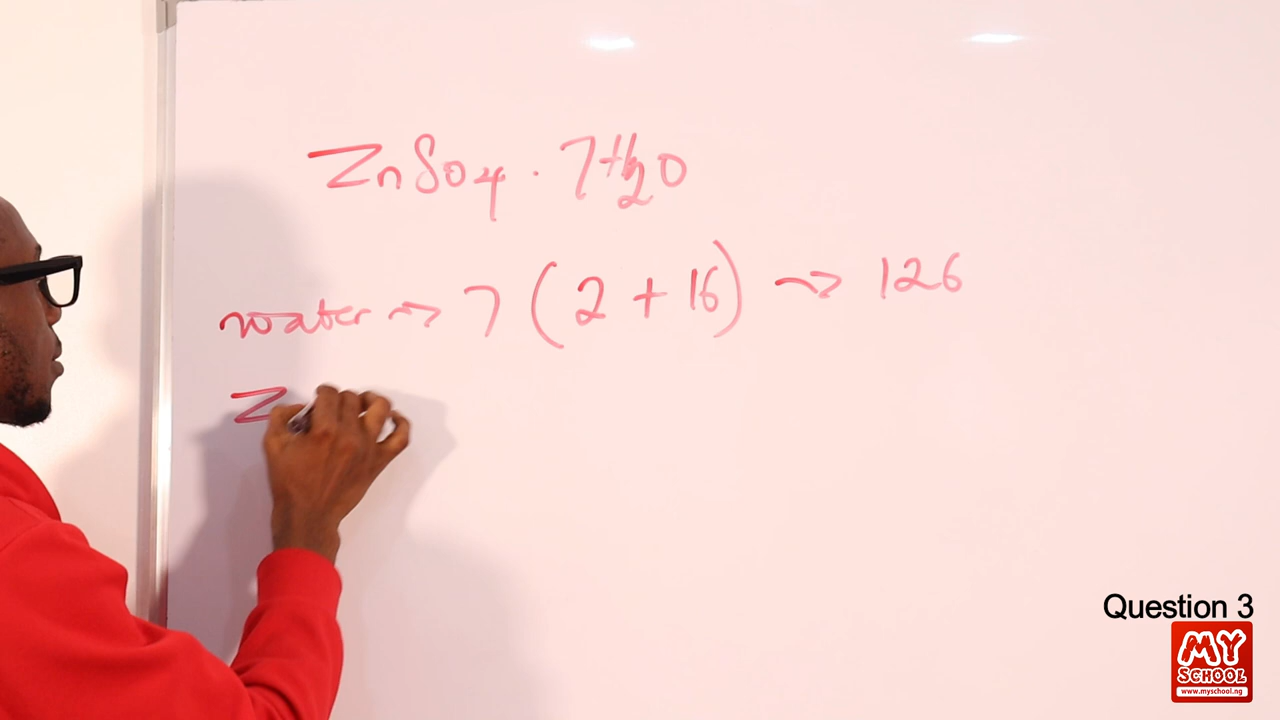 ZnSO4 . 7H2O
water → 7 (2 + 16) → 126
Z
Question 3
MY
SCHOOL
www.myschool.ng